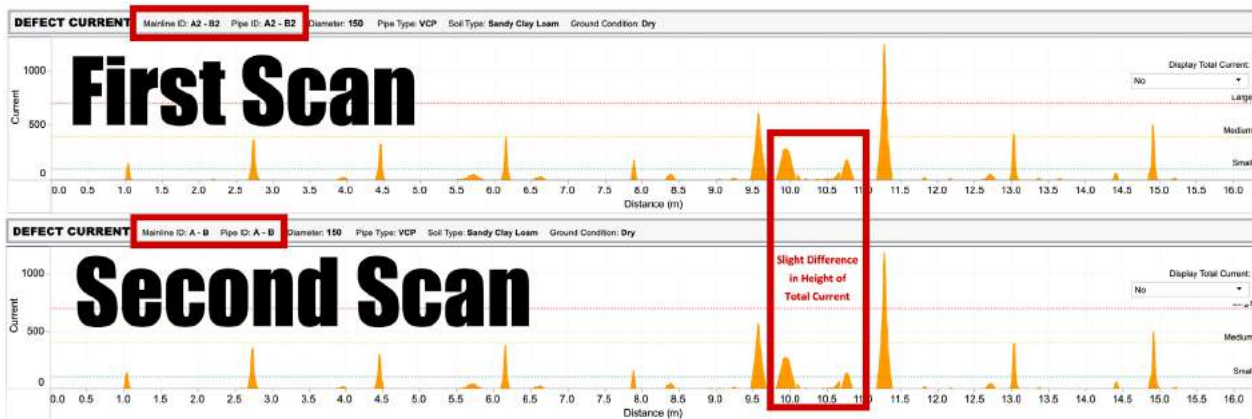 DEFECT CURRENT Mainline ID: A2 - B2 Pipe ID: A2 - B2 Diameter: 150 Pipe Type: VCP Soil Type: Sandy Clay Loam Ground Condition: Dry
First Scan
Display Total Current:
No
Large
Medium
Small
Current
1000
500
0
0.0 0.5 1.0 1.5 2.0 2.5 3.0 3.5 4.0 4.5 5.0 5.5 6.0 6.5 7.0 7.5 8.0 8.5 9.0 9.5 10.0 10.5 11.0 11.5 12.0 12.5 13.0 13.5 14.0 14.5 15.0 15.5 16.0
Distance (m)
DEFECT CURRENT Mainline ID: A - B Pipe ID: A - B Diameter: 150 Pipe Type: VCP Soil Type: Sandy Clay Loam Ground Condition: Dry
Second Scan
Slight Difference
in Height of
Total Current
Display Total Current:
No
Medium
Small
Current
1000
500
0
0.0 0.5 1.0 1.5 2.0 2.5 3.0 3.5 4.0 4.5 5.0 5.5 6.0 6.5 7.0 7.5 8.0 8.5 9.0 9.5 10.0 10.5 11.0 11.5 12.0 12.5 13.0 13.5 14.0 14.5 15.0 15.5 16.0
Distance (m)